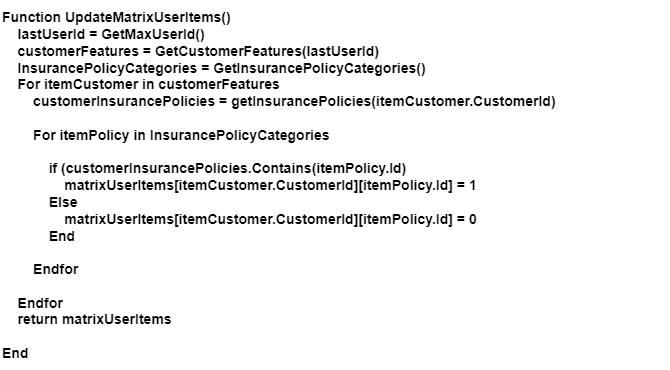 Function UpdateMatrixUserItems()
lastUserId = GetMaxUserId()
customerFeatures = GetCustomerFeatures(lastUserId)
InsurancePolicyCategories = GetInsurancePolicyCategories()
For itemCustomer in customerFeatures
customerInsurancePolicies = getInsurancePolicies(itemCustomer.CustomerId)
For itemPolicy in InsurancePolicyCategories
if (customerInsurancePolicies.Contains(itemPolicy.Id)
matrixUserItems[itemCustomer.CustomerId][itemPolicy.Id] = 1
Else
matrixUserItems[itemCustomer.CustomerId][itemPolicy.Id] = 0
End
Endfor
Endfor
return matrixUserItems
End